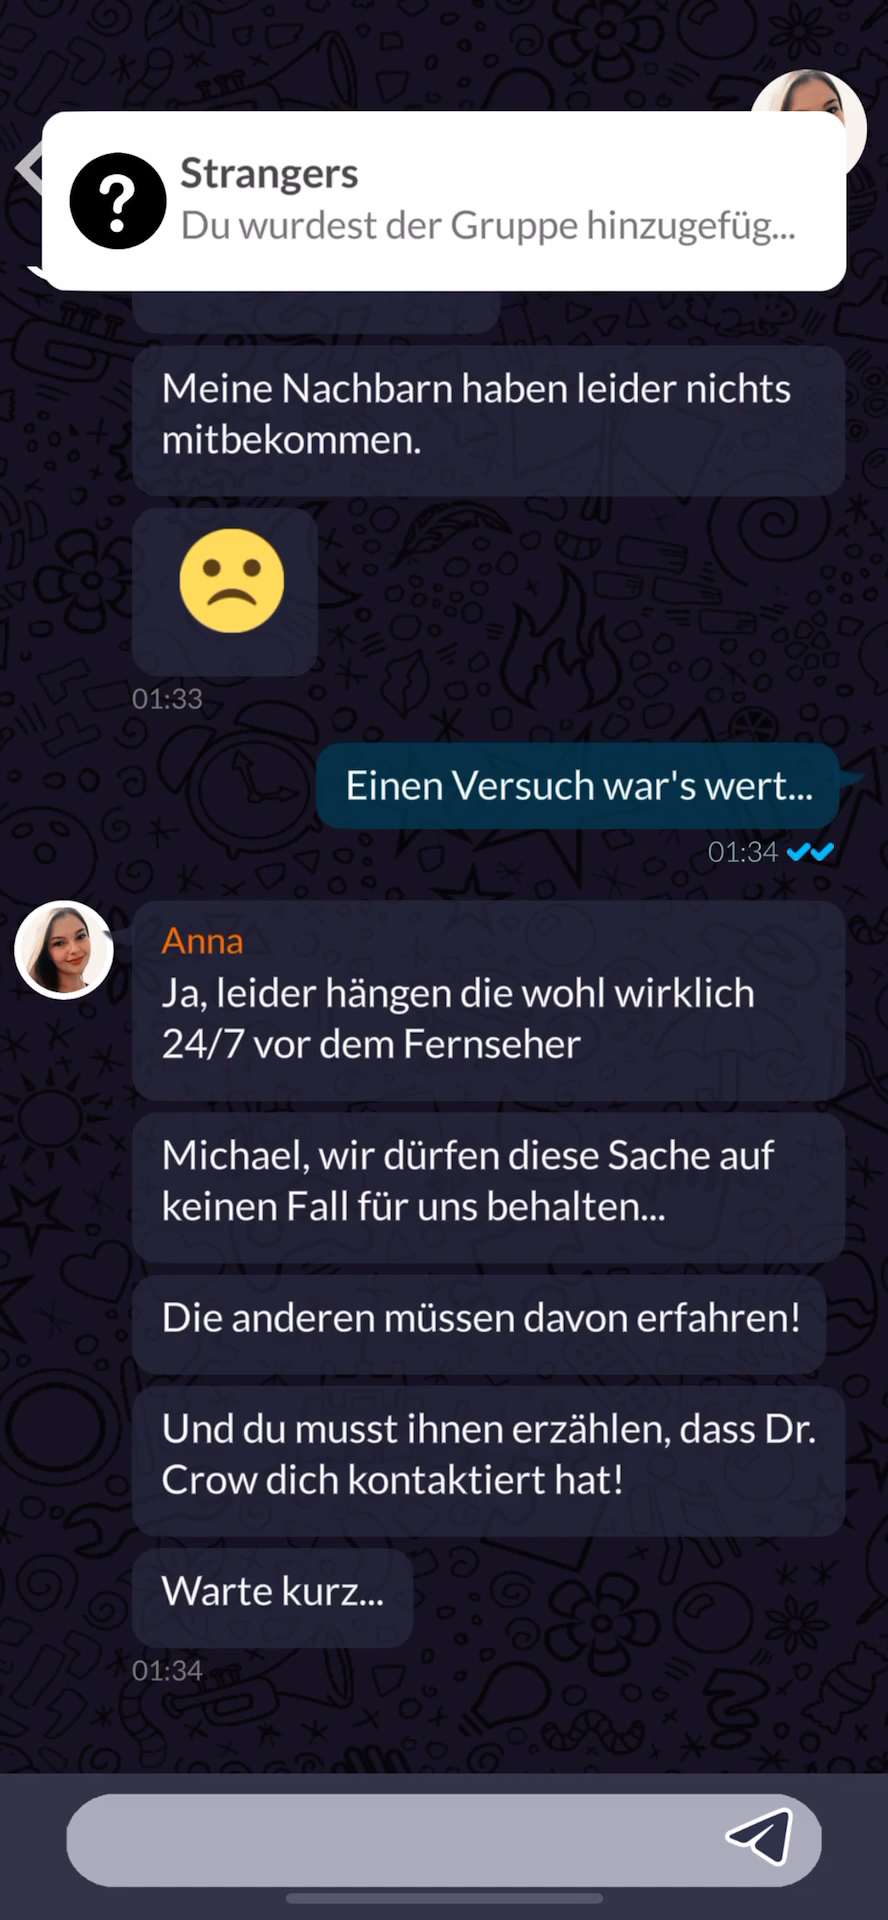 ?
Strangers
Du wurdest der Gruppe hinzugefüg...
Meine Nachbarn haben leider nichts
mitbekommen.
01:33
Einen Versuch war's wert...
01:34
Anna
Ja, leider hängen die wohl wirklich
24/7 vor dem Fernseher
Michael, wir dürfen diese Sache auf
keinen Fall für uns behalten...
Die anderen müssen davon erfahren!
Und du musst ihnen erzählen, dass Dr.
Crow dich kontaktiert hat!
Warte kurz...
01:34